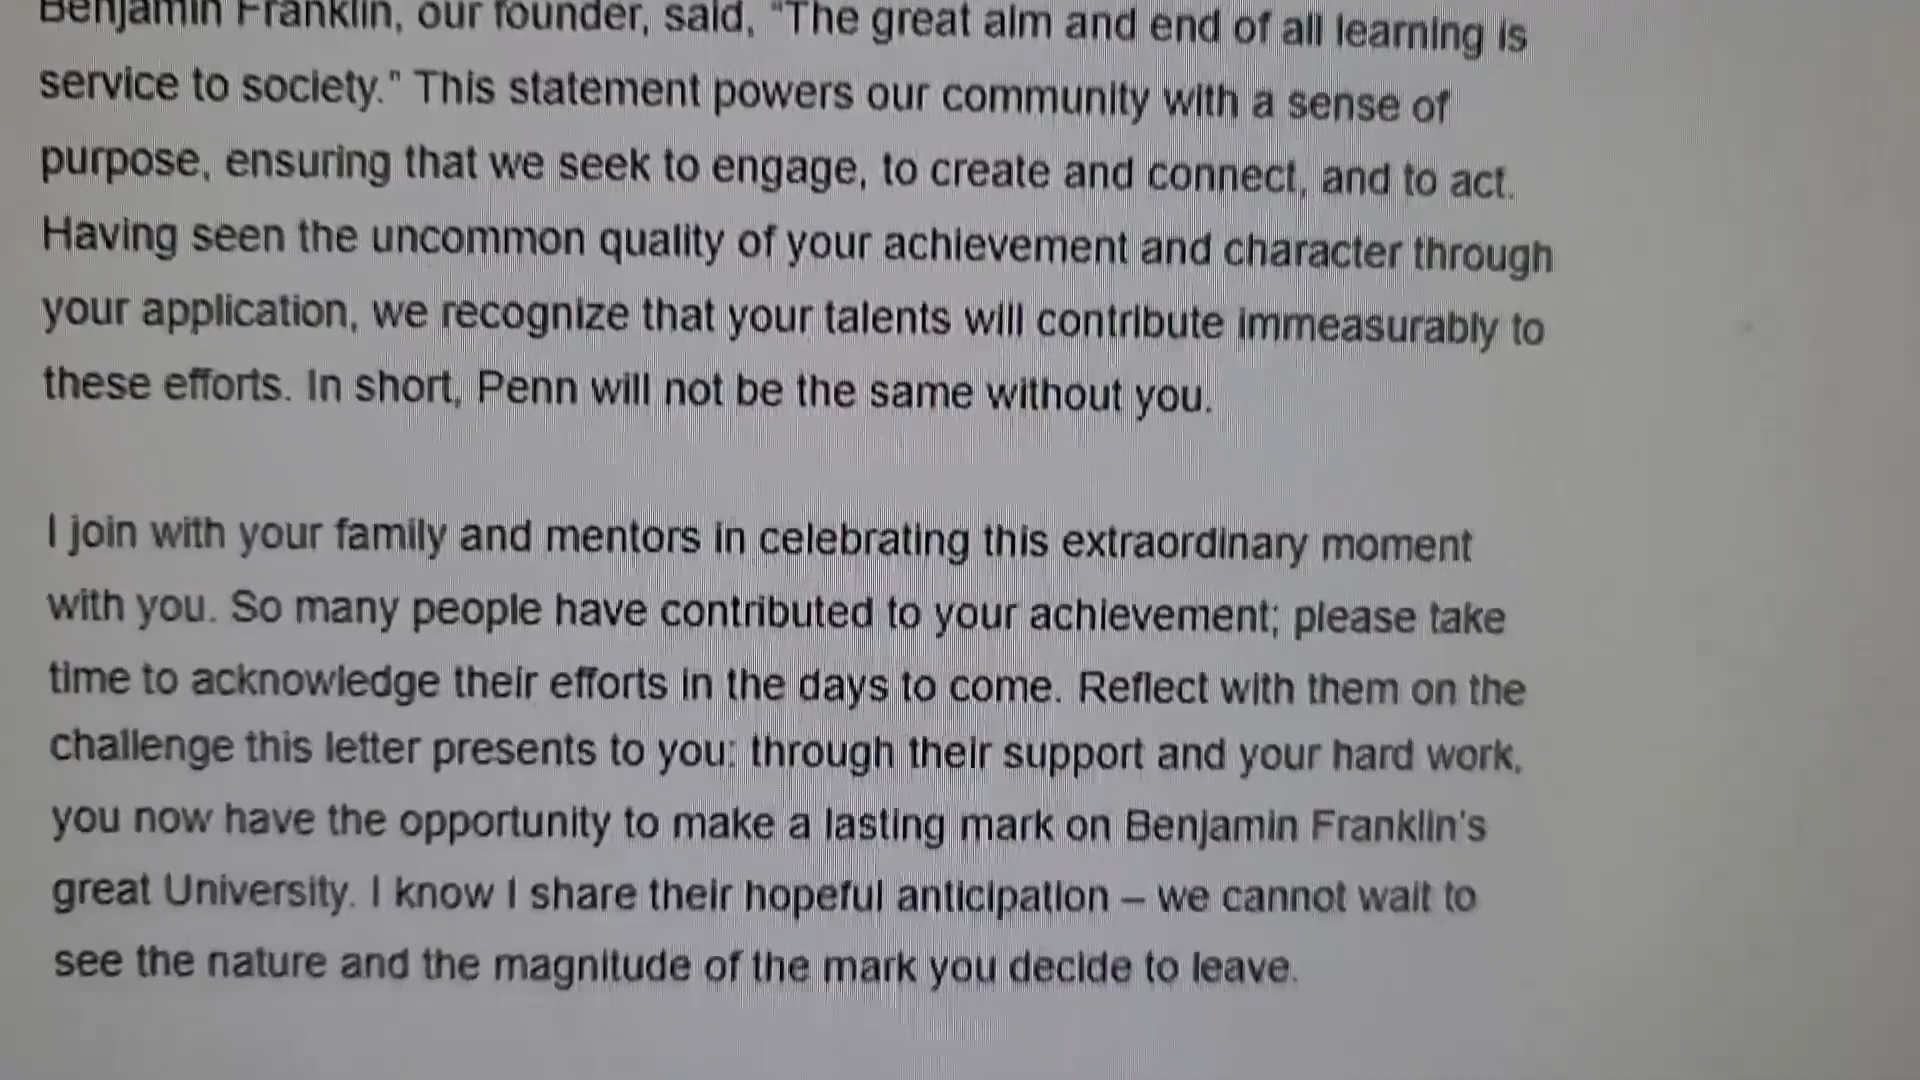 Benjamin Franklin, our founder, said, "The great aim and end of all learning is
service to society." This statement powers our community with a sense of
purpose, ensuring that we seek to engage, to create and connect, and to act.
Having seen the uncommon quality of your achievement and character through
your application, we recognize that your talents will contribute immeasurably to
these efforts. In short, Penn will not be the same without you.
I join with your family and mentors in celebrating this extraordinary moment
with you. So many people have contributed to your achievement; please take
time to acknowledge their efforts in the days to come. Reflect with them on the
challenge this letter presents to you: through their support and your hard work,
you now have the opportunity to make a lasting mark on Benjamin Franklin's
great University. I know I share their hopeful anticipation – we cannot wait to
see the nature and the magnitude of the mark you decide to leave.